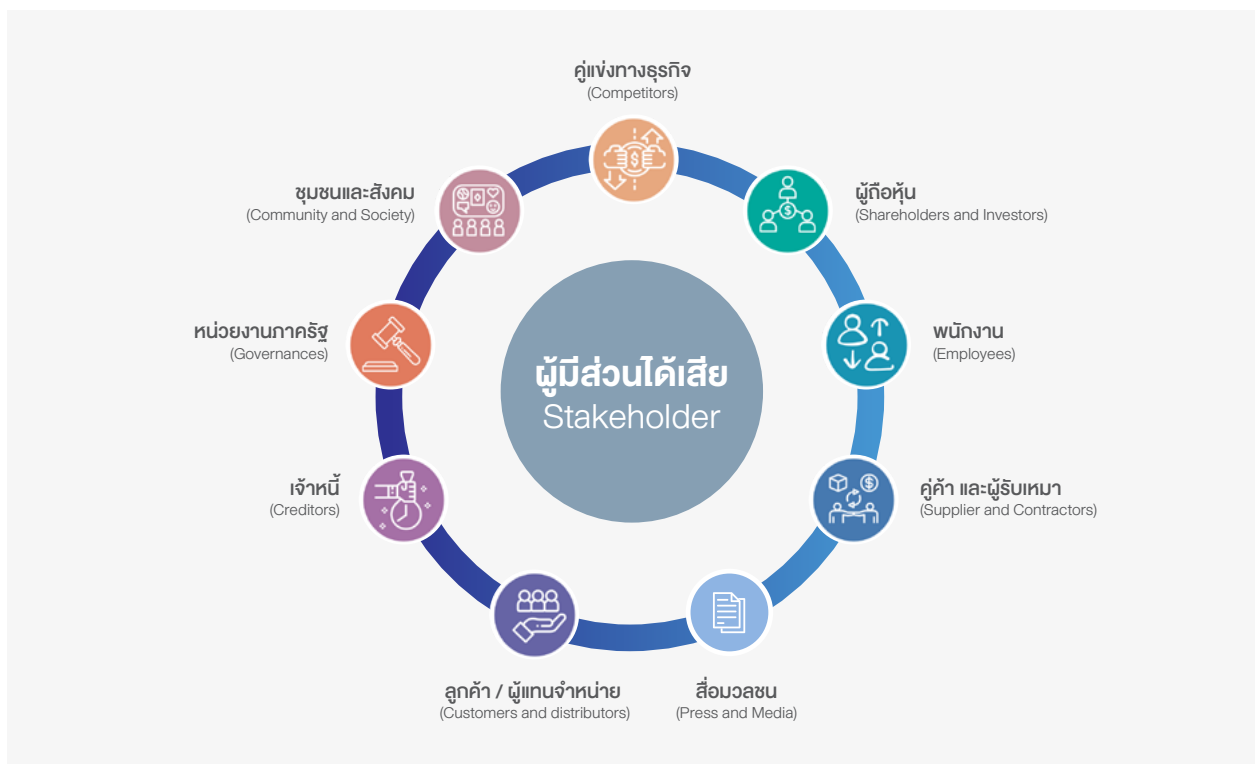 คู่แข่งทางธุรกิจ
(Competitors)
ผู้ถือหุ้น
(Shareholders and Investors)
พนักงาน
(Employees)
คู่ค้า และผู้รับเหมา
(Supplier and Contractors)
สื่อมวลชน
(Press and Media)
ลูกค้า / ผู้แทนจำหน่าย
(Customers and distributors)
เจ้าหนี้
(Creditors)
หน่วยงานภาครัฐ
(Governances)
ชุมชนและสังคม
(Community and Society)
ผู้มีส่วนได้เสีย
Stakeholder